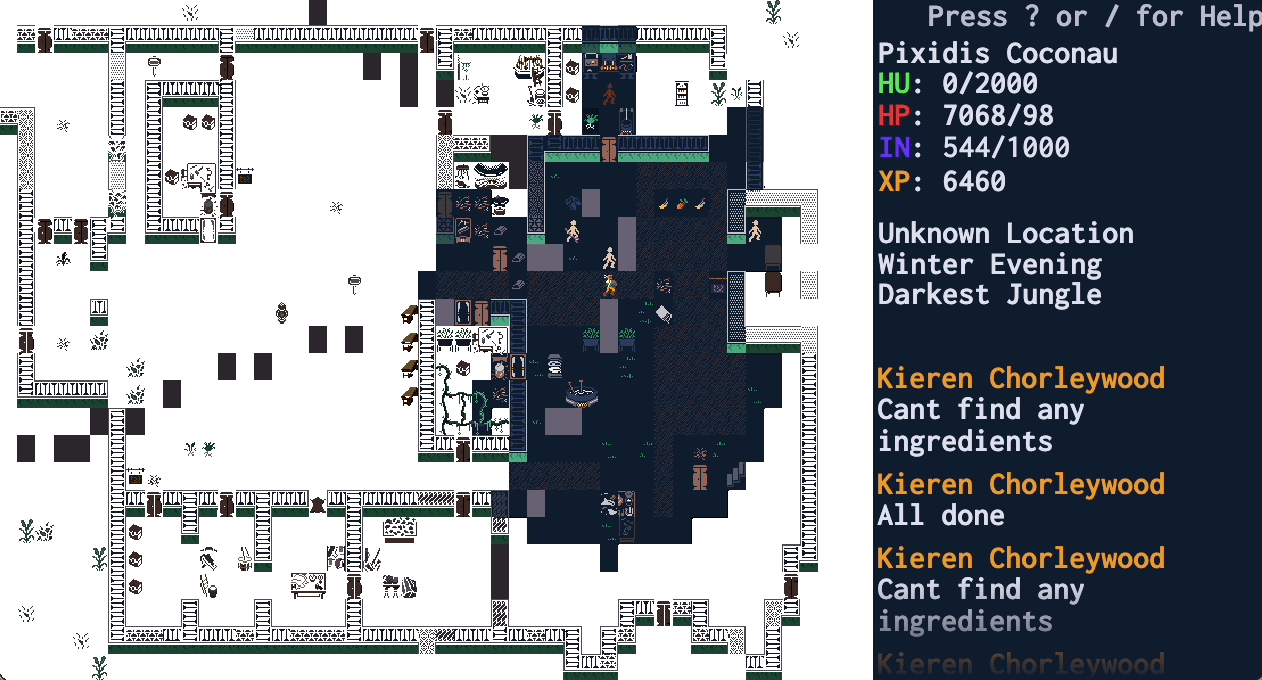 Press ? or / for Help
Pixidis Coconau
HU: 0/2000
HP: 7068/98
IN: 544/1000
XP: 6460
Unknown Location
Winter Evening
Darkest Jungle
Kieren Chorleywood
Cant find any
ingredients
Kieren Chorleywood
All done
Kieren Chorleywood
Cant find any
ingredients
Kieren Chorleywood